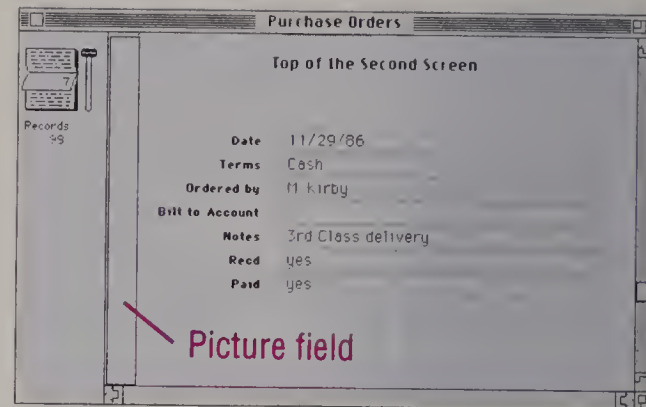 Purchase Orders
7
Records
99
Top of the Second Screen
Date 11/29/86
Terms Cash
Ordered by M Kirby
Bill to Account
Notes 3rd Class delivery
Recd yes
Paid yes
Picture field